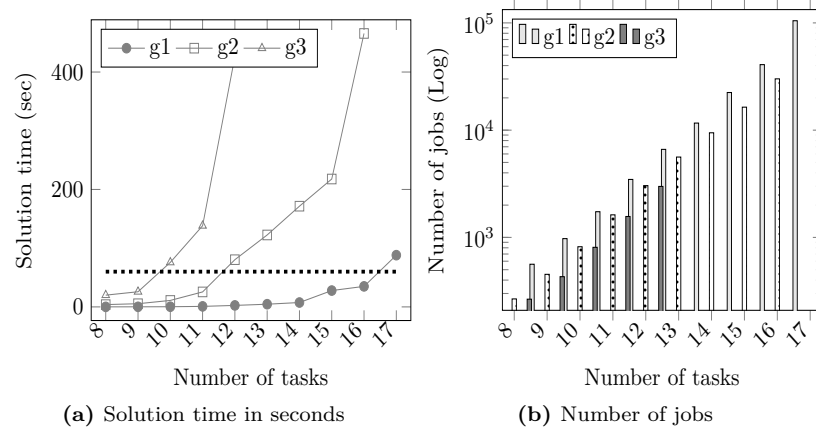 g1 g2 g3
400
200
0
Solution time (sec)
8 9 10 11 12 13 14 15 16 17
Number of tasks
(a) Solution time in seconds
g1 g2 g3
10^5
10^4
10^3
Number of jobs (Log)
8 9 10 11 12 13 14 15 16 17
Number of tasks
(b) Number of jobs